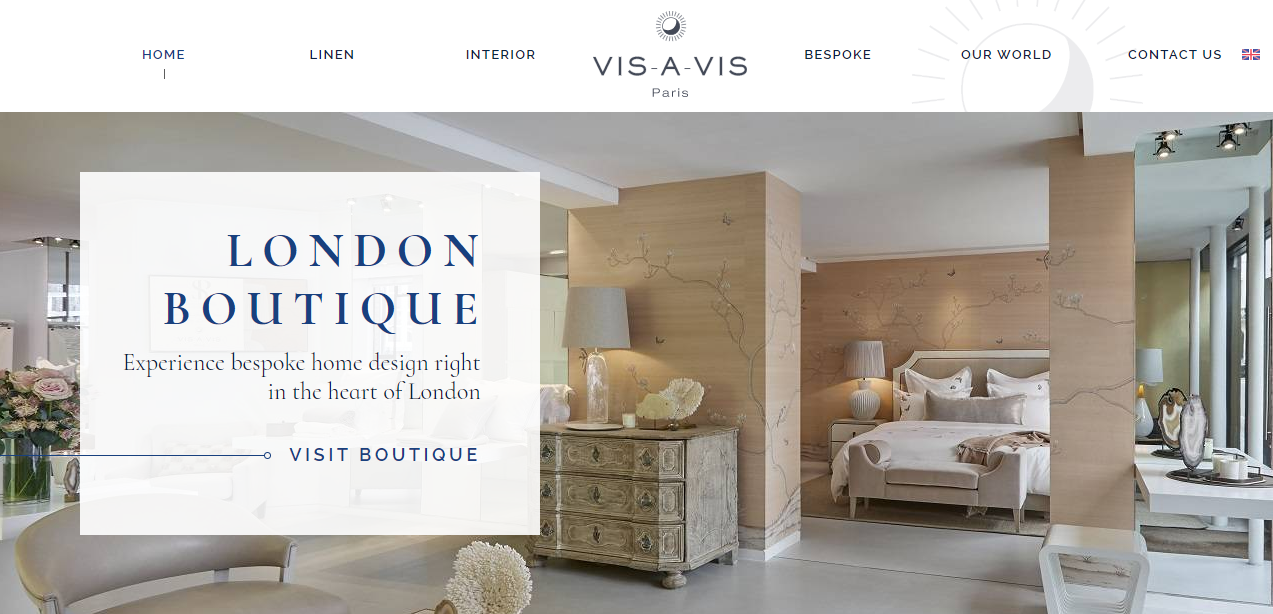 HOME
LINEN
INTERIOR
VIS-A-VIS
Paris
BESPOKE
OUR WORLD
CONTACT US
LONDON
BOUTIQUE
Experience bespoke home design right
in the heart of London
VISIT BOUTIQUE